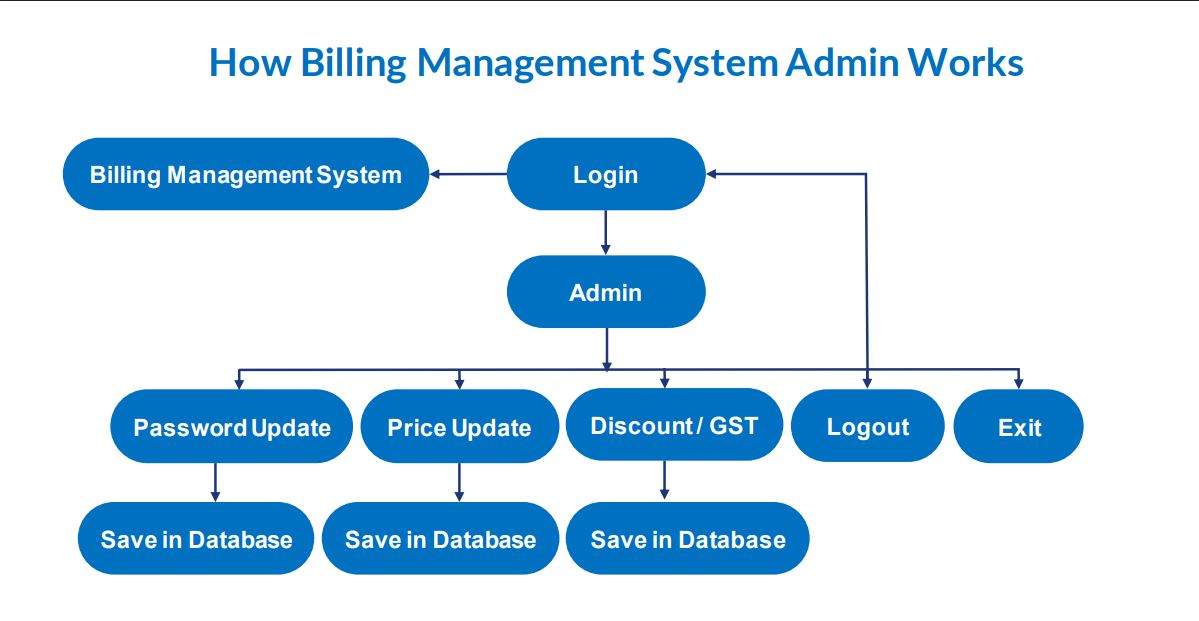 How Billing Management System Admin Works
Billing Management System
Login
Admin
Password Update
Price Update
Discount / GST
Logout
Exit
Save in Database
Save in Database
Save in Database